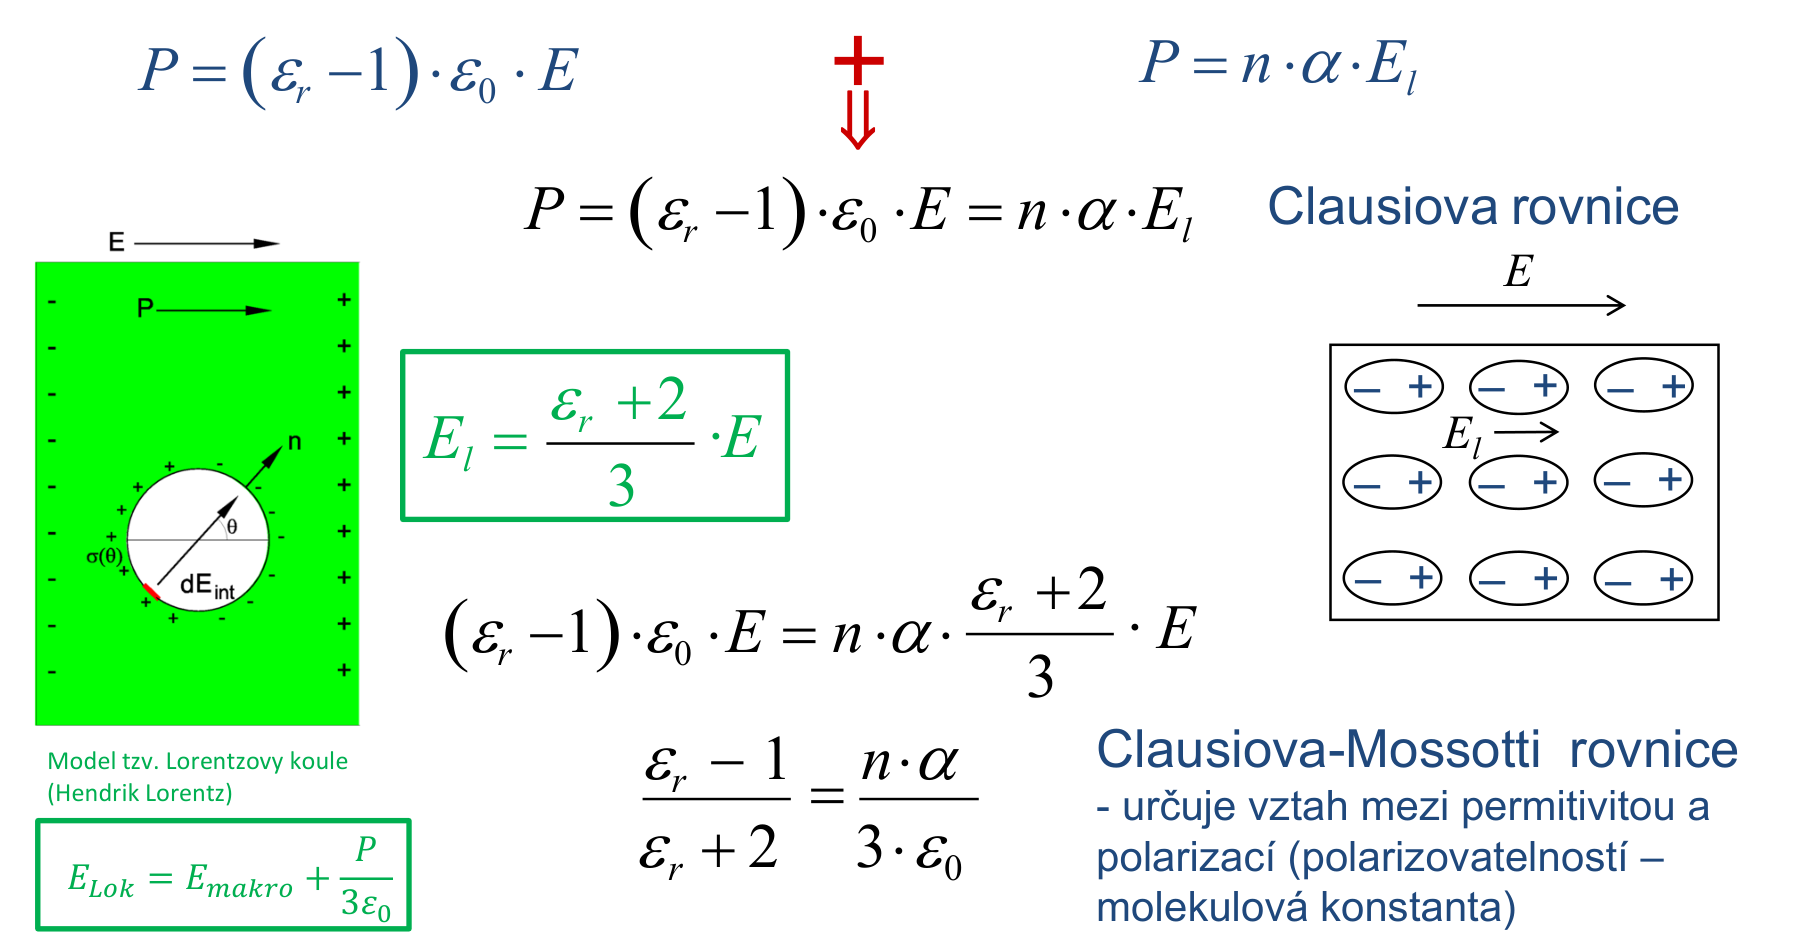 P = (ε_r − 1) · ε_0 · E
+
⇓
P = n · α · E_l
P = (ε_r − 1) · ε_0 · E = n · α · E_l
Clausiova rovnice
E
P
- - - - - - - - -
+ + + + + + + + +
n
θ
σ(θ)
dE_int
+ + + + + + + +
- - - - - - -
Model tzv. Lorentzovy koule
(Hendrik Lorentz)
E_Lok = E_makro + P / 3ε_0
E_l = (ε_r + 2) / 3 · E
(ε_r − 1) · ε_0 · E = n · α · (ε_r + 2) / 3 · E
(ε_r − 1) / (ε_r + 2) = (n · α) / (3 · ε_0)
E
− + − + − +
E_l
− + − + − +
− + − + − +
Clausiova-Mossotti rovnice
- určuje vztah mezi permitivitou a
polarizací (polarizovatelností –
molekulová konstanta)